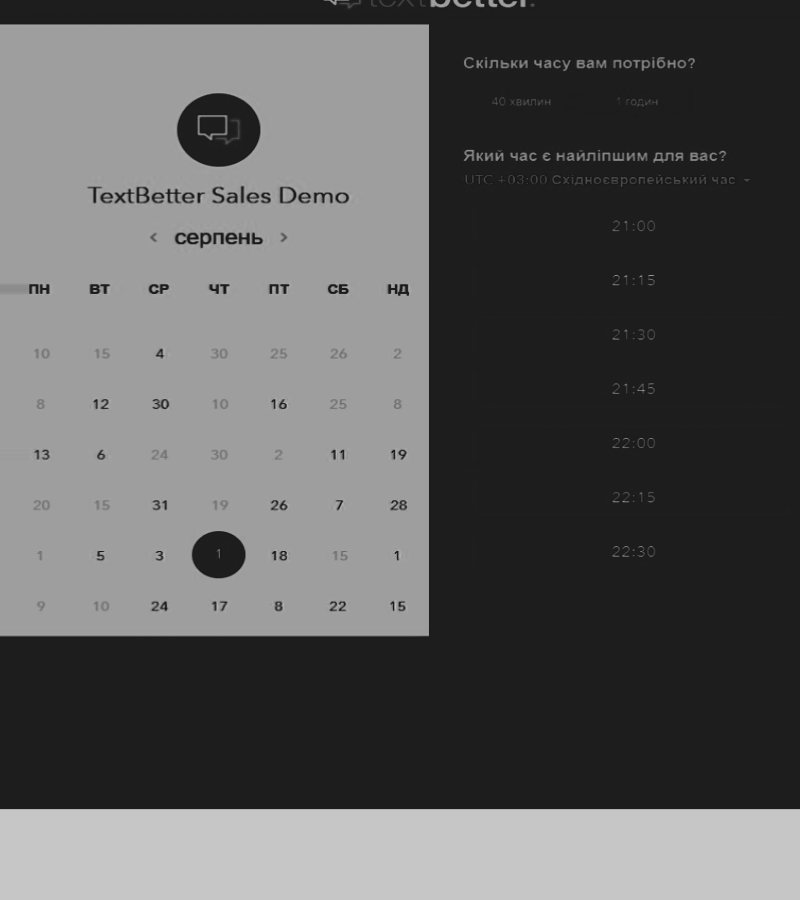 textbetter.
TextBetter Sales Demo
‹ серпень ›
ПН ВТ СР ЧТ ПТ СБ НД
10 15 4 30 25 26 2
8 12 30 10 16 25 8
13 6 24 30 2 11 19
20 15 31 19 26 7 28
1 5 3 1 18 15 1
9 10 24 17 8 22 15
Скільки часу вам потрібно?
40 хвилин 1 годин
Який час є найліпшим для вас?
UTC +03:00 Східноєвропейський час
21:00
21:15
21:30
21:45
22:00
22:15
22:30